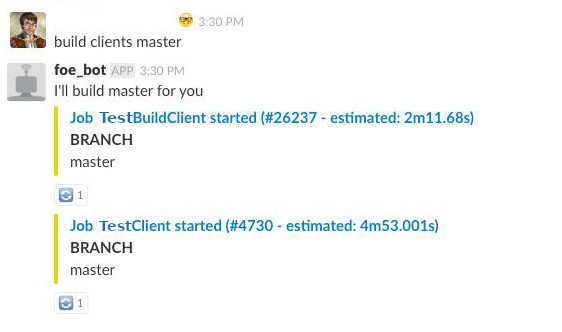 3:30 PM
build clients master
foe_bot APP 3:30 PM
I'll build master for you
Job TestBuildClient started (#26237 - estimated: 2m11.68s)
BRANCH
master
1
Job TestClient started (#4730 - estimated: 4m53.001s)
BRANCH
master
1